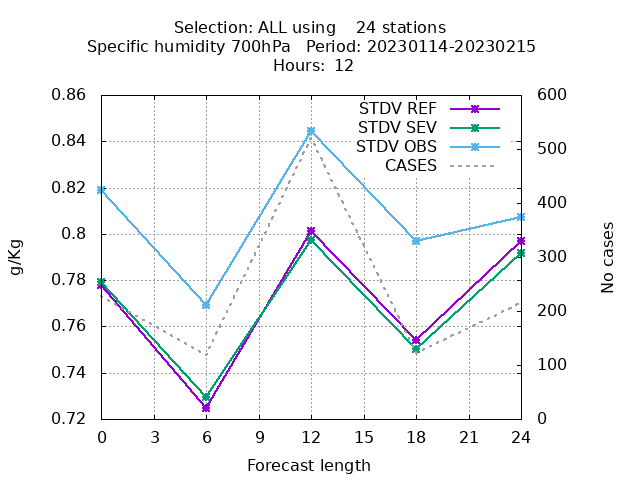 Selection: ALL using    24 stations
Specific humidity 700hPa   Period: 20230114-20230215
Hours:  12
STDV REF
STDV SEV
STDV OBS
CASES
0.86
0.84
0.82
0.8
0.78
0.76
0.74
0.72
g/Kg
600
500
400
300
200
100
0
No cases
0 3 6 9 12 15 18 21 24
Forecast length